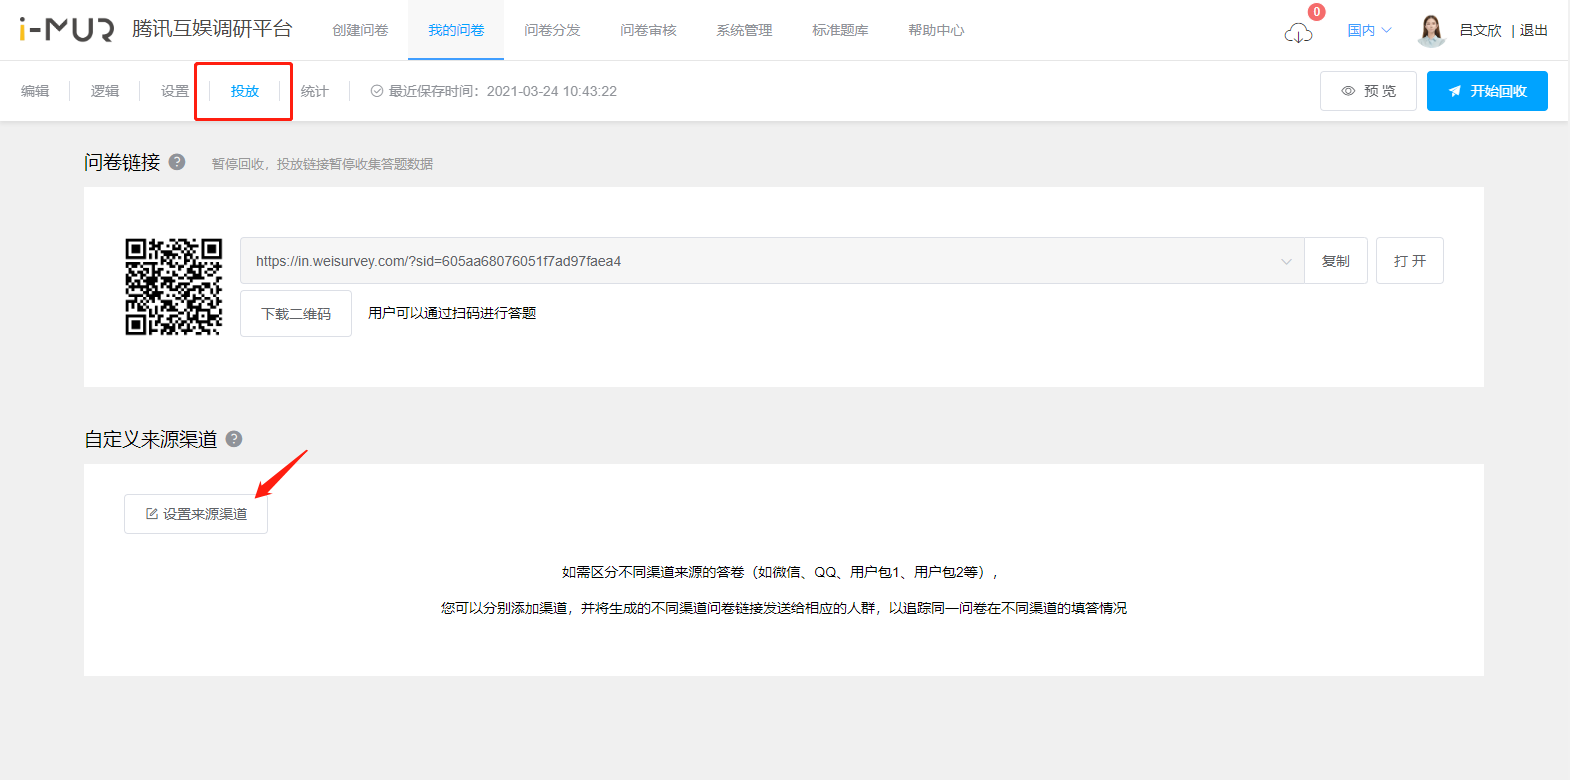 i-MUR 腾讯互娱调研平台 创建问卷 我的问卷 问卷分发 问卷审核 系统管理 标准题库 帮助中心 0 国内 吕文欣 | 退出
编辑 逻辑 设置 投放 统计 最近保存时间：2021-03-24 10:43:22 预 览 开始回收
问卷链接 ? 暂停回收，投放链接暂停收集答题数据
https://in.weisurvey.com/?sid=605aa68076051f7ad97faea4 复制 打 开
下载二维码 用户可以通过扫码进行答题
自定义来源渠道 ?
设置来源渠道
如需区分不同渠道来源的答卷（如微信、QQ、用户包1、用户包2等），
您可以分别添加渠道，并将生成的不同渠道问卷链接发送给相应的人群，以追踪同一问卷在不同渠道的填答情况